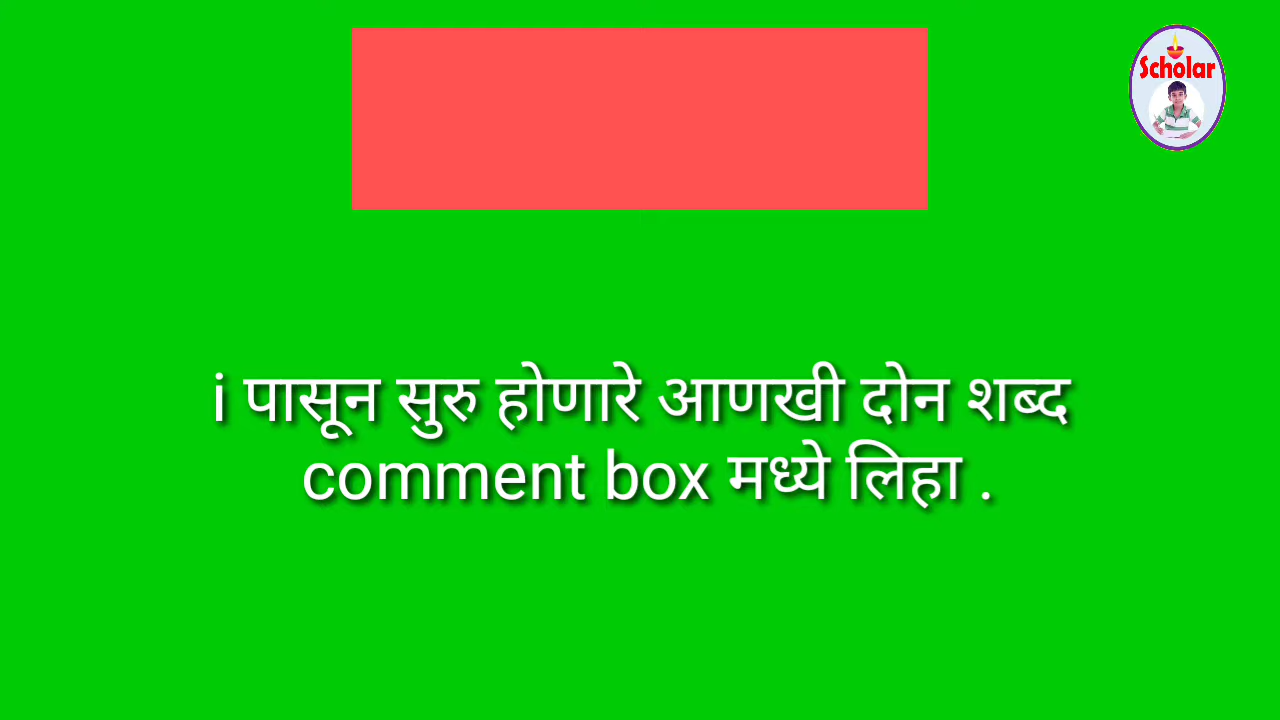 Scholar
i पासून सुरु होणारे आणखी दोन शब्द
comment box मध्ये लिहा .